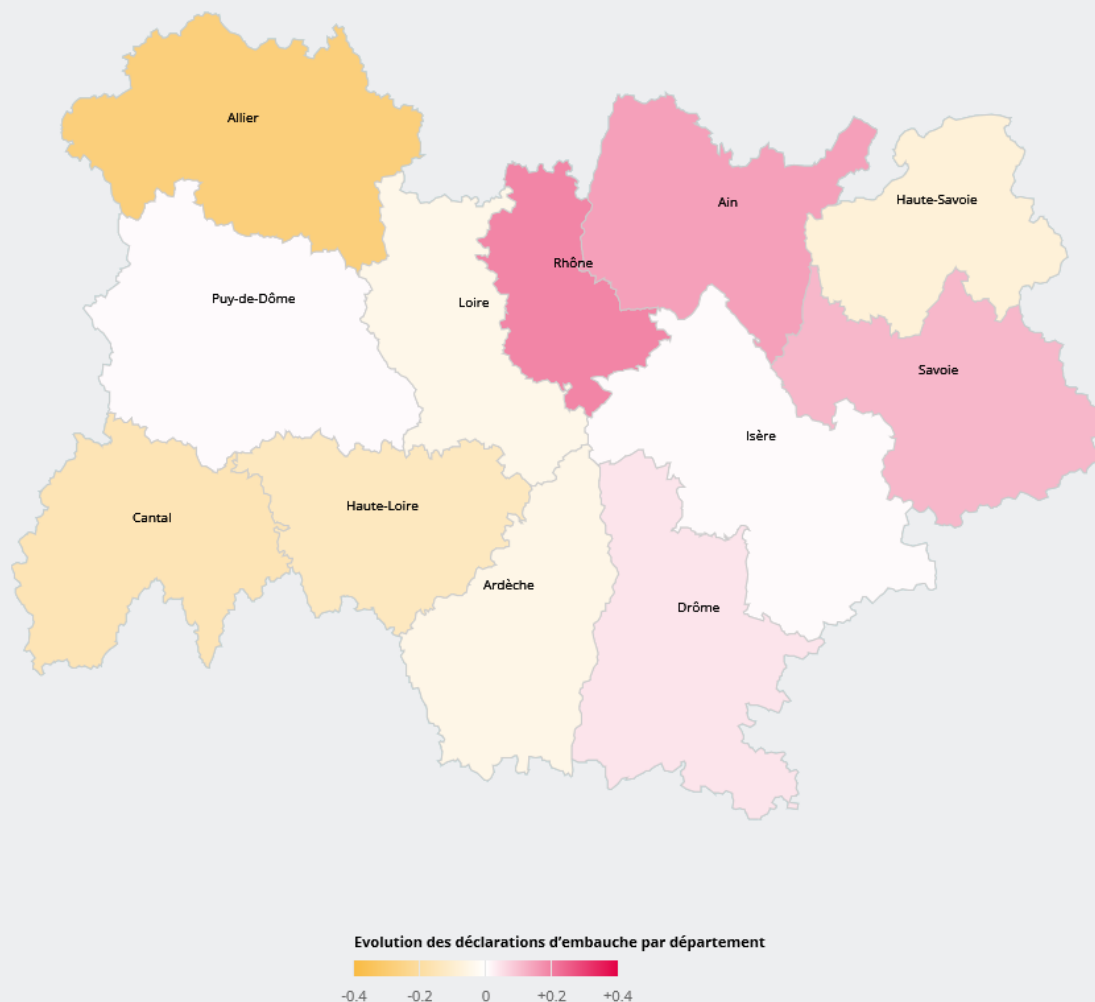 Allier
Haute-Savoie
Ain
Rhône
Puy-de-Dôme
Loire
Savoie
Isère
Haute-Loire
Cantal
Ardèche
Drôme
Evolution des déclarations d’embauche par département
-0.4 -0.2 0 +0.2 +0.4